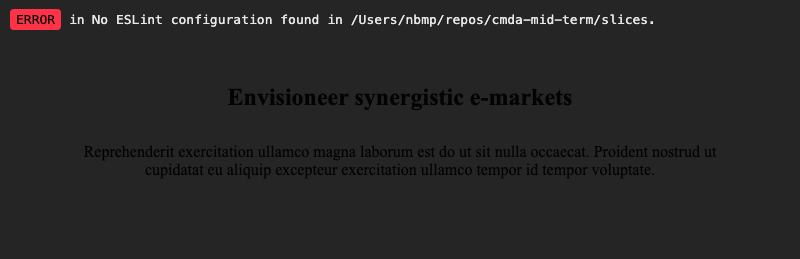 ERROR in No ESLint configuration found in /Users/nbmp/repos/cmda-mid-term/slices.
Envisioneer synergistic e-markets
Reprehenderit exercitation ullamco magna laborum est do ut sit nulla occaecat. Proident nostrud ut
cupidatat eu aliquip excepteur exercitation ullamco tempor id tempor voluptate.